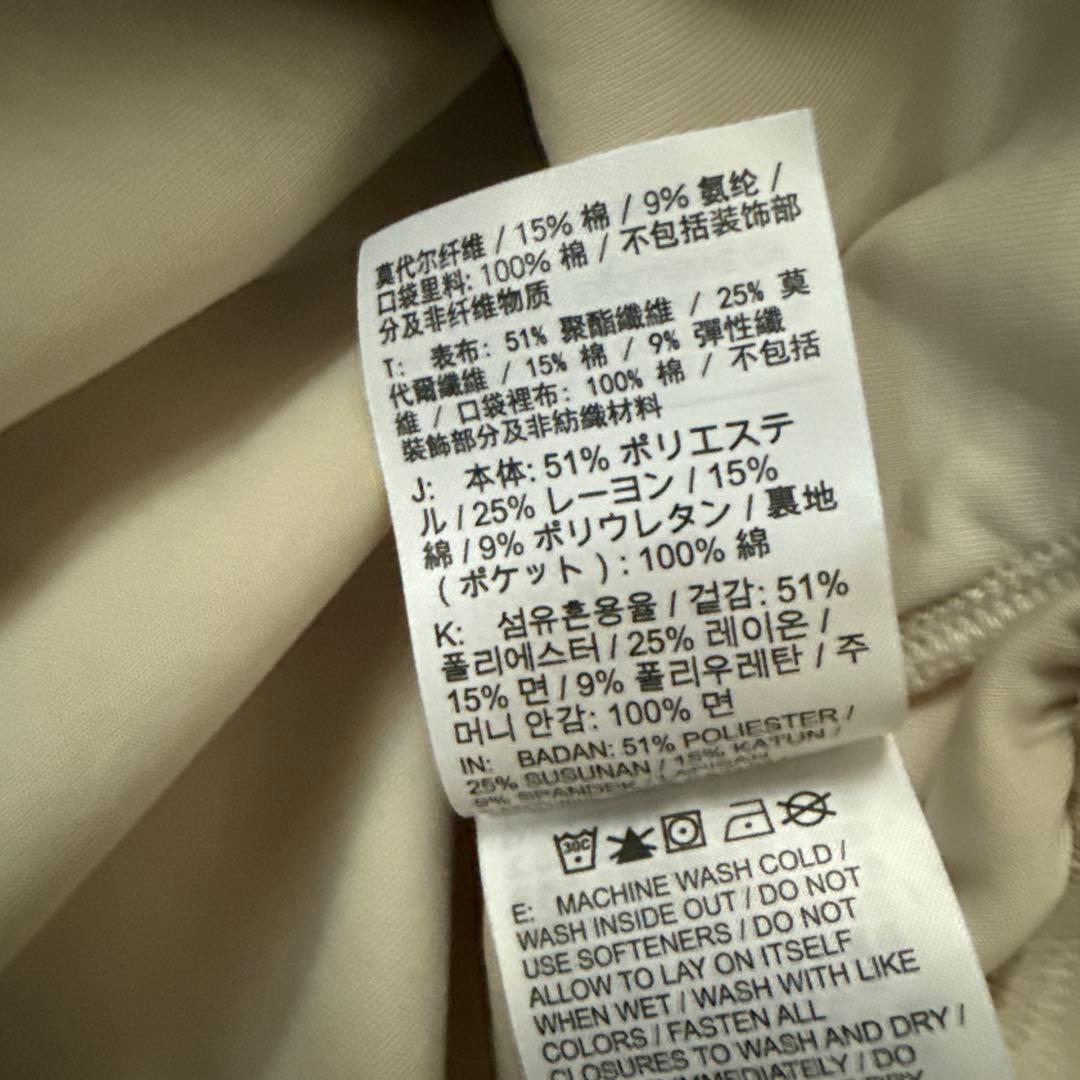 莫代尔纤维 / 15% 棉 / 9% 氨纶 /
口袋里料: 100% 棉 / 不包括装饰部
分及非纤维物质
T: 表布: 51% 聚酯纖維 / 25% 莫
代爾纖維 / 15% 棉 / 9% 彈性纖
維 / 口袋裡布: 100% 棉 / 不包括
裝飾部分及非紡織材料
J: 本体: 51% ポリエステ
ル / 25% レーヨン / 15%
綿 / 9% ポリウレタン / 裏地
( ポケット ) : 100% 綿
K: 섬유혼용율 / 겉감: 51%
폴리에스터 / 25% 레이온 /
15% 면 / 9% 폴리우레탄 / 주
머니 안감: 100% 면
IN: BADAN: 51% POLIESTER /
25% SUSUNAN / 15% KATUN /
9% SPANDEK
30C
E: MACHINE WASH COLD /
WASH INSIDE OUT / DO NOT
USE SOFTENERS / DO NOT
ALLOW TO LAY ON ITSELF
WHEN WET / WASH WITH LIKE
COLORS / FASTEN ALL
CLOSURES TO WASH AND DRY /
IMMEDIATELY / DO